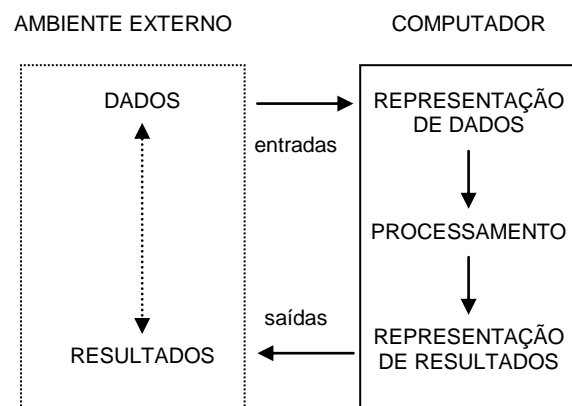 AMBIENTE EXTERNO
COMPUTADOR
DADOS
entradas
REPRESENTAÇÃO
DE DADOS
PROCESSAMENTO
saídas
RESULTADOS
REPRESENTAÇÃO
DE RESULTADOS